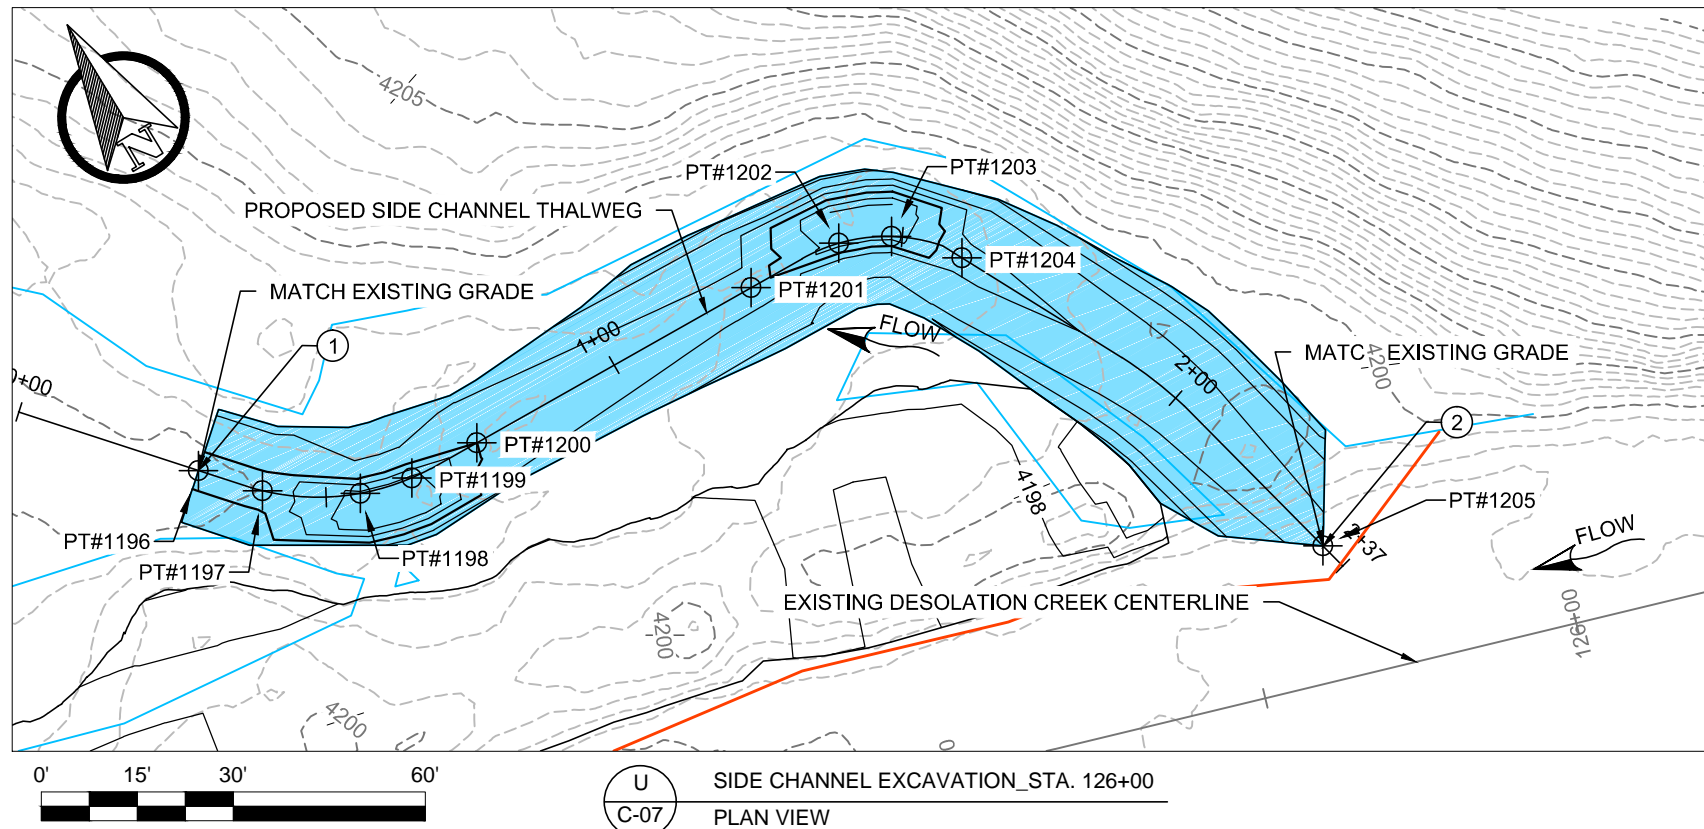 4205
N
PT#1202
PT#1203
PROPOSED SIDE CHANNEL THALWEG
PT#1204
MATCH EXISTING GRADE
PT#1201
FLOW
1+00
1
MATC EXISTING GRADE
4200
0+00
2+00
2
PT#1200
PT#1199
4198
PT#1205
PT#1196
2+37
FLOW
PT#1198
PT#1197
EXISTING DESOLATION CREEK CENTERLINE
4200
126+00
4200
0
0' 15' 30' 60'
U
SIDE CHANNEL EXCAVATION_STA. 126+00
C-07
PLAN VIEW